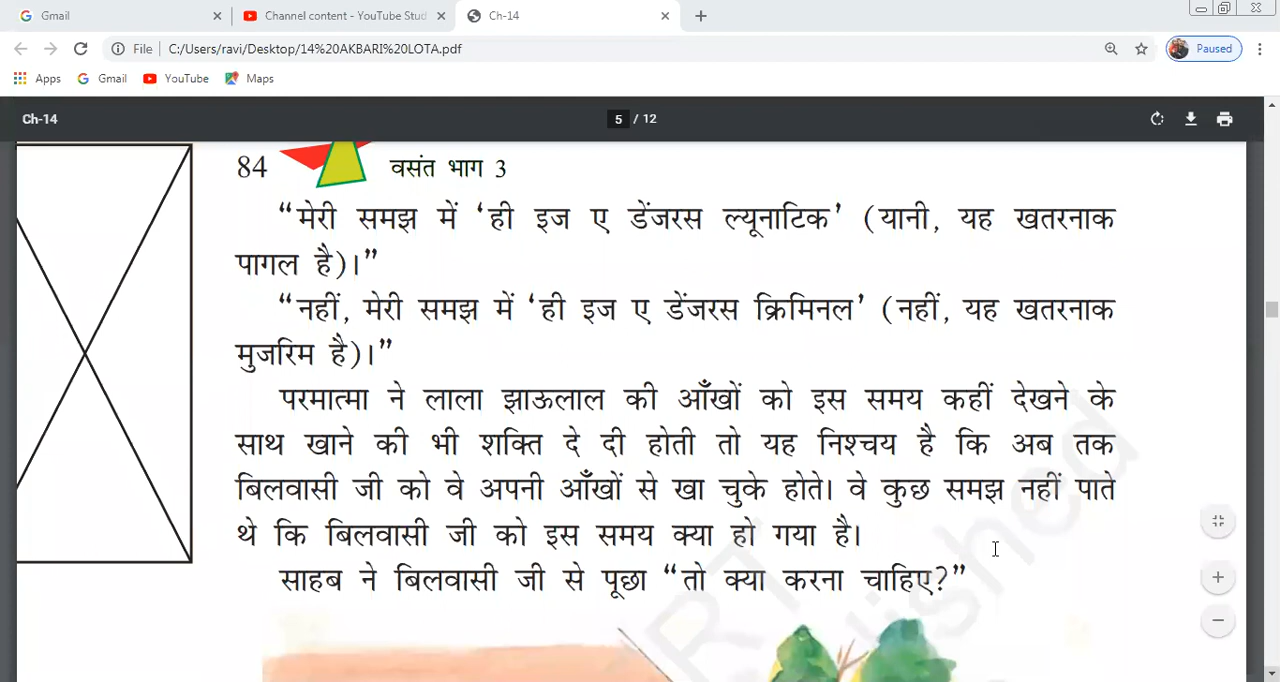 Gmail
Channel content - YouTube Stud
Ch-14
File C:/Users/ravi/Desktop/14%20AKBARI%20LOTA.pdf
Paused
Apps Gmail YouTube Maps
Ch-14
5 / 12
84 वसंत भाग 3
“मेरी समझ में ‘ही इज ए डेंजरस ल्यूनाटिक’ (यानी, यह खतरनाक
पागल है)।”
“नहीं, मेरी समझ में ‘ही इज ए डेंजरस क्रिमिनल’ (नहीं, यह खतरनाक
मुजरिम है)।”
परमात्मा ने लाला झाऊलाल की आँखों को इस समय कहीं देखने के
साथ खाने की भी शक्ति दे दी होती तो यह निश्चय है कि अब तक
बिलवासी जी को वे अपनी आँखों से खा चुके होते। वे कुछ समझ नहीं पाते
थे कि बिलवासी जी को इस समय क्या हो गया है।
साहब ने बिलवासी जी से पूछा “तो क्या करना चाहिए?”